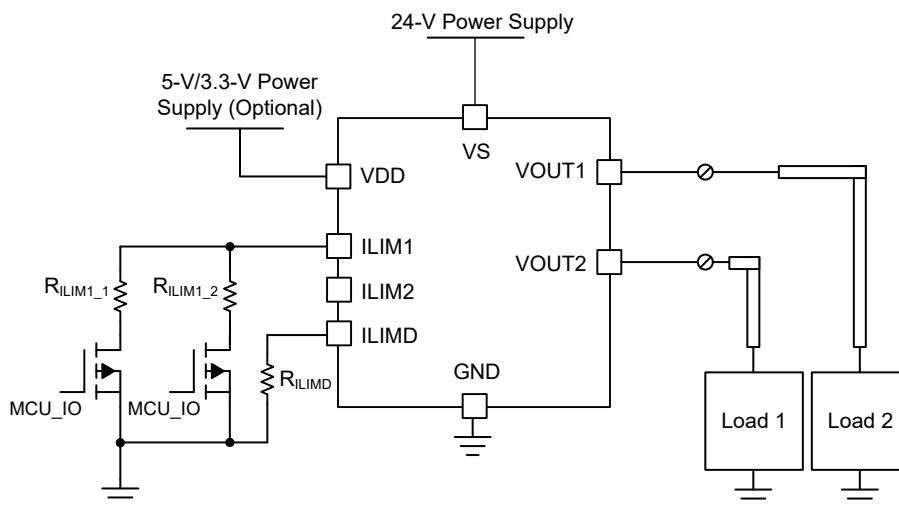 24-V Power Supply
5-V/3.3-V Power
Supply (Optional)
VS
VDD
VOUT1
ILIM1
VOUT2
RILIM1_1
RILIM1_2
ILIM2
ILIMD
RILIMD
GND
MCU_IO
MCU_IO
Load 1
Load 2